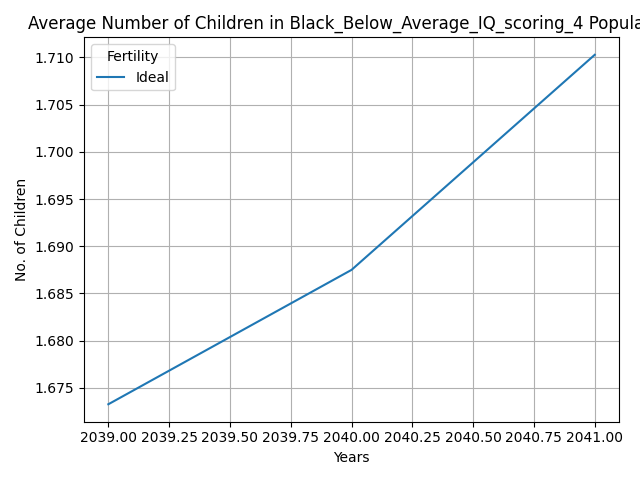 Average Number of Children in Black_Below_Average_IQ_scoring_4 Popula
Fertility
Ideal
1.710
1.705
1.700
1.695
1.690
1.685
1.680
1.675
No. of Children
2039.00 2039.25 2039.50 2039.75 2040.00 2040.25 2040.50 2040.75 2041.00
Years